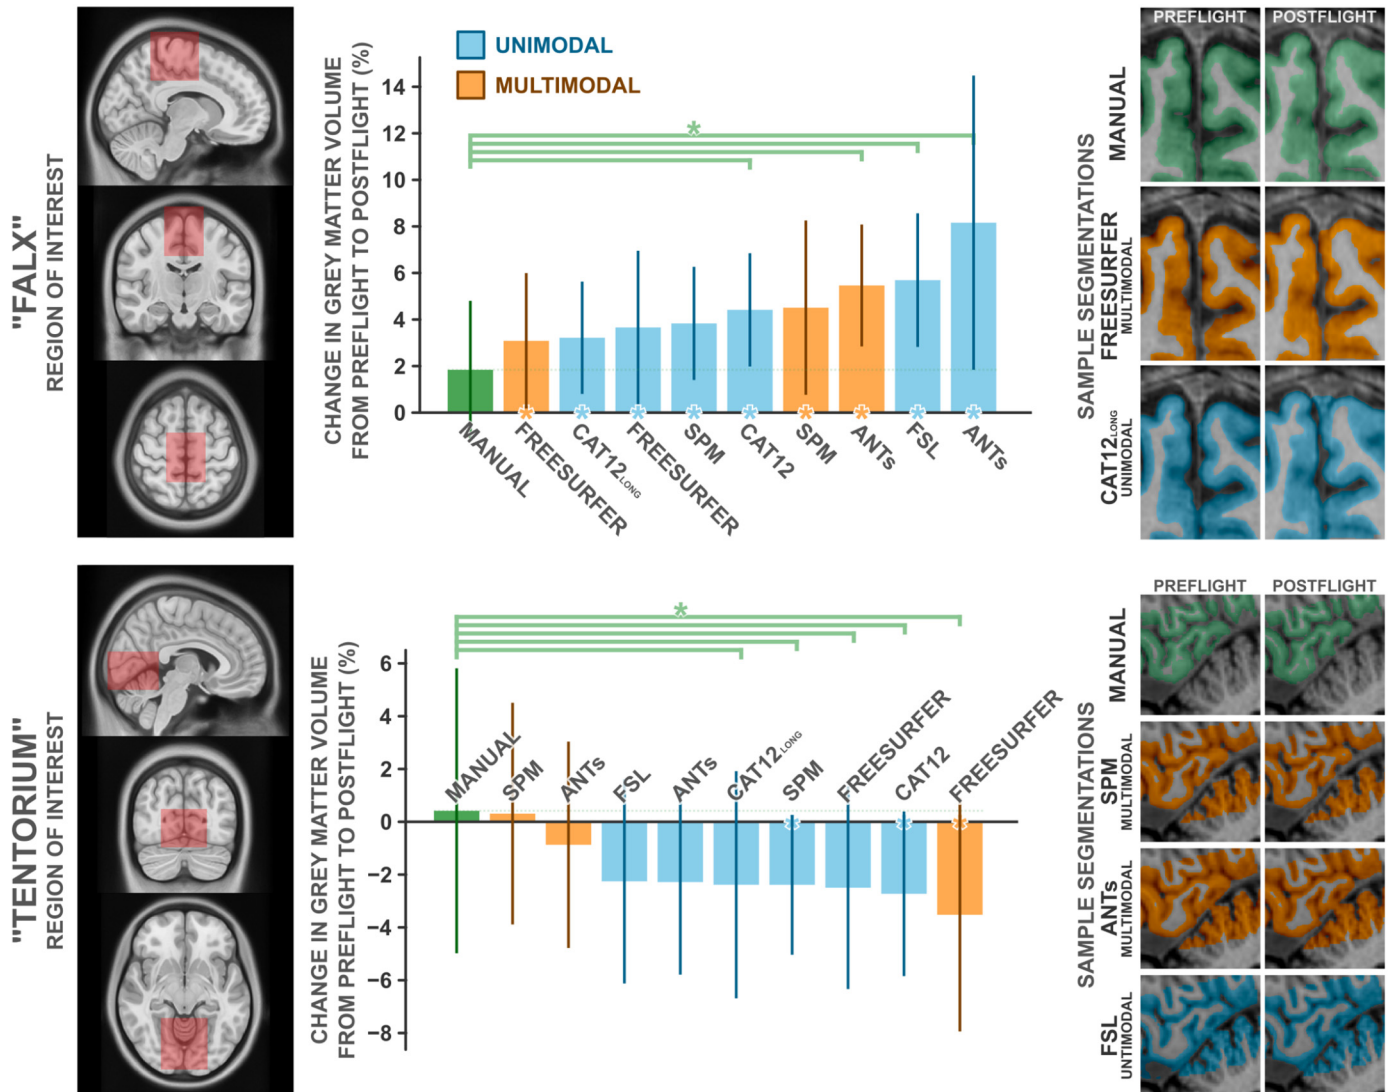 "FALX"
REGION OF INTEREST
CHANGE IN GREY MATTER VOLUME
FROM PREFLIGHT TO POSTFLIGHT (%)
UNIMODAL
MULTIMODAL
14
12
10
8
6
4
2
0
*
* * * * * * * * *
MANUAL
FREESURFER
CAT12LONG
FREESURFER
SPM
CAT12
SPM
ANTs
FSL
ANTs
SAMPLE SEGMENTATIONS
PREFLIGHT POSTFLIGHT
MANUAL
FREESURFER
MULTIMODAL
CAT12LONG
UNIMODAL
"TENTORIUM"
REGION OF INTEREST
CHANGE IN GREY MATTER VOLUME
FROM PREFLIGHT TO POSTFLIGHT (%)
6
4
2
0
−2
−4
−6
−8
*
MANUAL
SPM
ANTs
FSL
ANTs
CAT12LONG
SPM
FREESURFER
CAT12
FREESURFER
* * *
SAMPLE SEGMENTATIONS
PREFLIGHT POSTFLIGHT
MANUAL
SPM
MULTIMODAL
ANTs
MULTIMODAL
FSL
UNTIMODAL